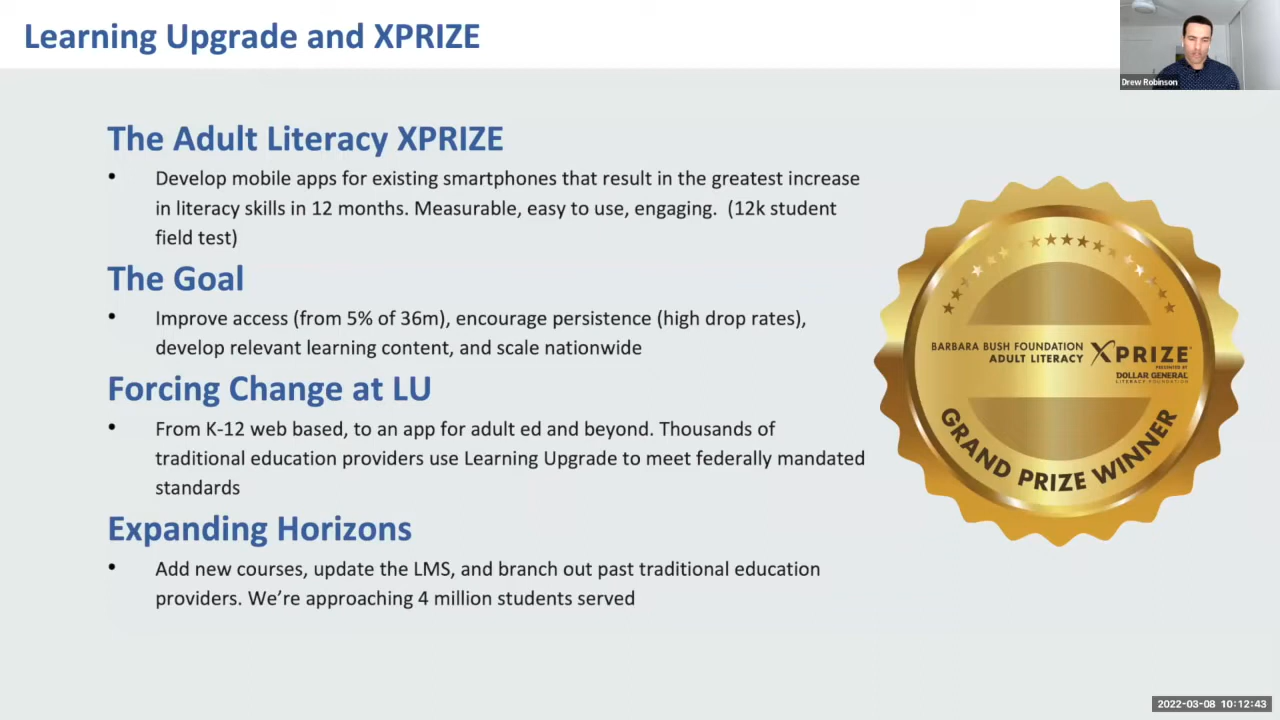 Learning Upgrade and XPRIZE
Drew Robinson
The Adult Literacy XPRIZE
• Develop mobile apps for existing smartphones that result in the greatest increase
in literacy skills in 12 months. Measurable, easy to use, engaging.  (12k student
field test)
The Goal
• Improve access (from 5% of 36m), encourage persistence (high drop rates),
develop relevant learning content, and scale nationwide
Forcing Change at LU
• From K-12 web based, to an app for adult ed and beyond. Thousands of
traditional education providers use Learning Upgrade to meet federally mandated
standards
Expanding Horizons
• Add new courses, update the LMS, and branch out past traditional education
providers. We’re approaching 4 million students served
BARBARA BUSH FOUNDATION
ADULT LITERACY XPRIZE
PRESENTED BY
DOLLAR GENERAL
LITERACY FOUNDATION
GRAND PRIZE WINNER
2022-03-08 10:12:43